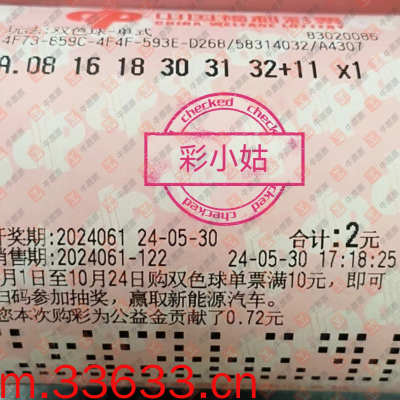 中国福利彩票
玩法:双色球-单式
83020086
4F73-E59C-4F4F-593E-D268/58314032/A4307
A.08 16 18 30 31 32+11 x1
checked
checked
彩小姑
checked
checked
开奖期:2024061 24-05-30 合计:2元
销售期:2024061-122 24-05-30 17:18:25
月1日至10月24日购双色球单票满10元，即可
扫码参加抽奖，赢取新能源汽车。
您本次购彩为公益金贡献了0.72元
m.33633.cn